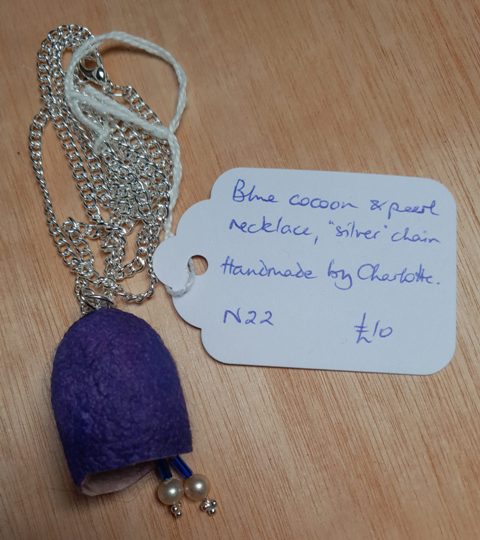 Blue cocoon & pearl
necklace, "silver" chain
Handmade by Charlotte.
N22 £10